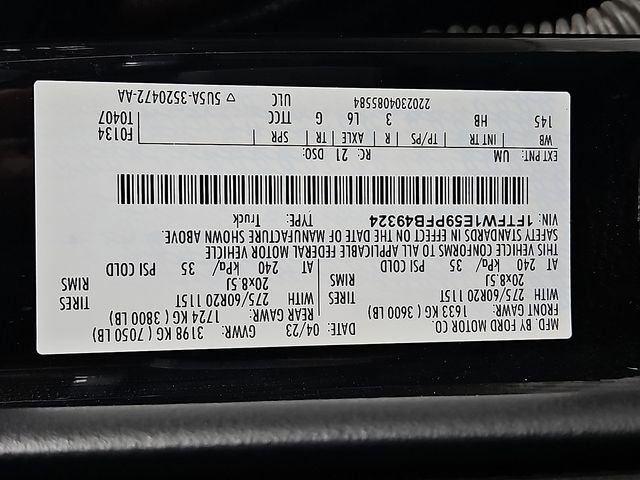 MFD. BY FORD MOTOR CO.
DATE: 04/23 GVWR: 3198 KG ( 7050 LB)
FRONT GAWR: 1633 KG ( 3600 LB) REAR GAWR: 1724 KG ( 3800 LB)
WITH 275/60R20 115T TIRES WITH 275/60R20 115T TIRES
20x8.5J RIMS 20x8.5J RIMS
AT 240 kPa/ 35 PSI COLD AT 240 kPa/ 35 PSI COLD
THIS VEHICLE CONFORMS TO ALL APPLICABLE FEDERAL MOTOR VEHICLE
SAFETY STANDARDS IN EFFECT ON THE DATE OF MANUFACTURE SHOWN ABOVE.
VIN: 1FTFW1E59PFB49324 TYPE: Truck
EXT PNT: UM RC: 21 DSO:
WB INT TR TP/PS R AXLE TR SPR F0134
145 HB 3 L6 G TTCC T0407
2202304085584 ULC ▽ 5U5A-3520472-AA